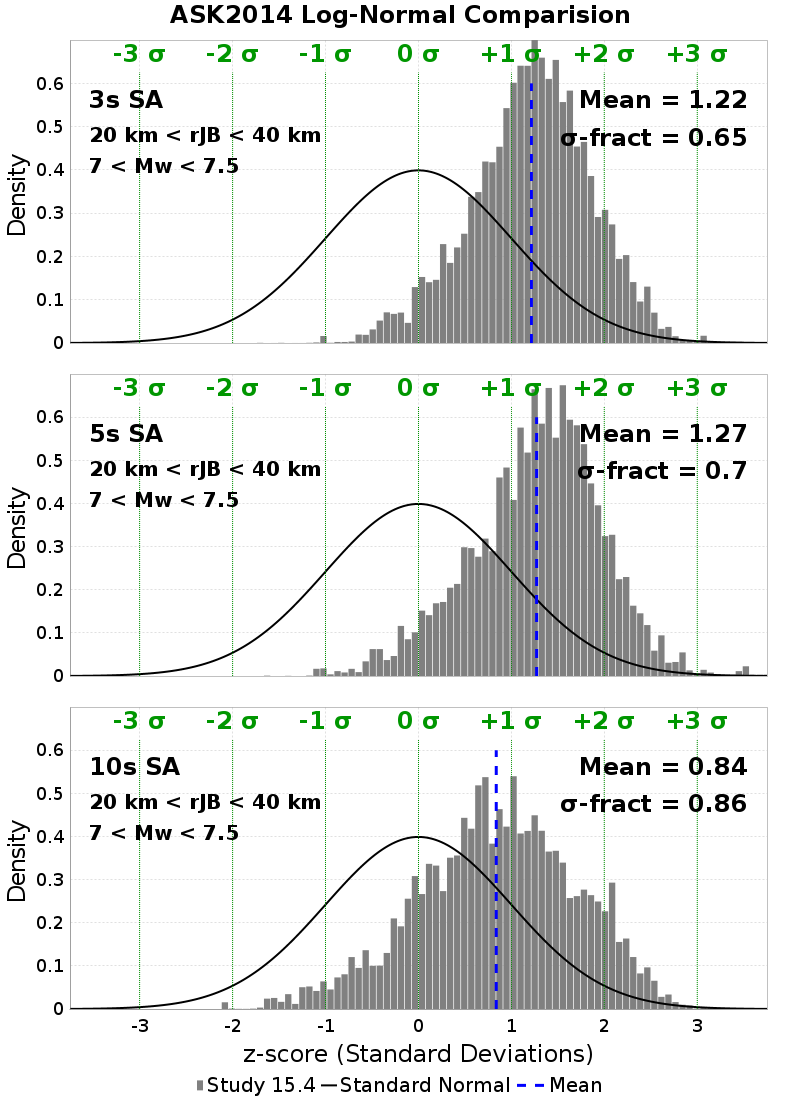 ASK2014 Log-Normal Comparision
-3 σ -2 σ -1 σ 0 σ +1 σ +2 σ +3 σ
3s SA
20 km < rJB < 40 km
7 < Mw < 7.5
Mean = 1.22
σ-fract = 0.65
Density
0.6
0.5
0.4
0.3
0.2
0.1
0
-3 σ -2 σ -1 σ 0 σ +1 σ +2 σ +3 σ
5s SA
20 km < rJB < 40 km
7 < Mw < 7.5
Mean = 1.27
σ-fract = 0.7
Density
0.6
0.5
0.4
0.3
0.2
0.1
0
-3 σ -2 σ -1 σ 0 σ +1 σ +2 σ +3 σ
10s SA
20 km < rJB < 40 km
7 < Mw < 7.5
Mean = 0.84
σ-fract = 0.86
Density
0.6
0.5
0.4
0.3
0.2
0.1
0
-3 -2 -1 0 1 2 3
z-score (Standard Deviations)
Study 15.4 Standard Normal Mean